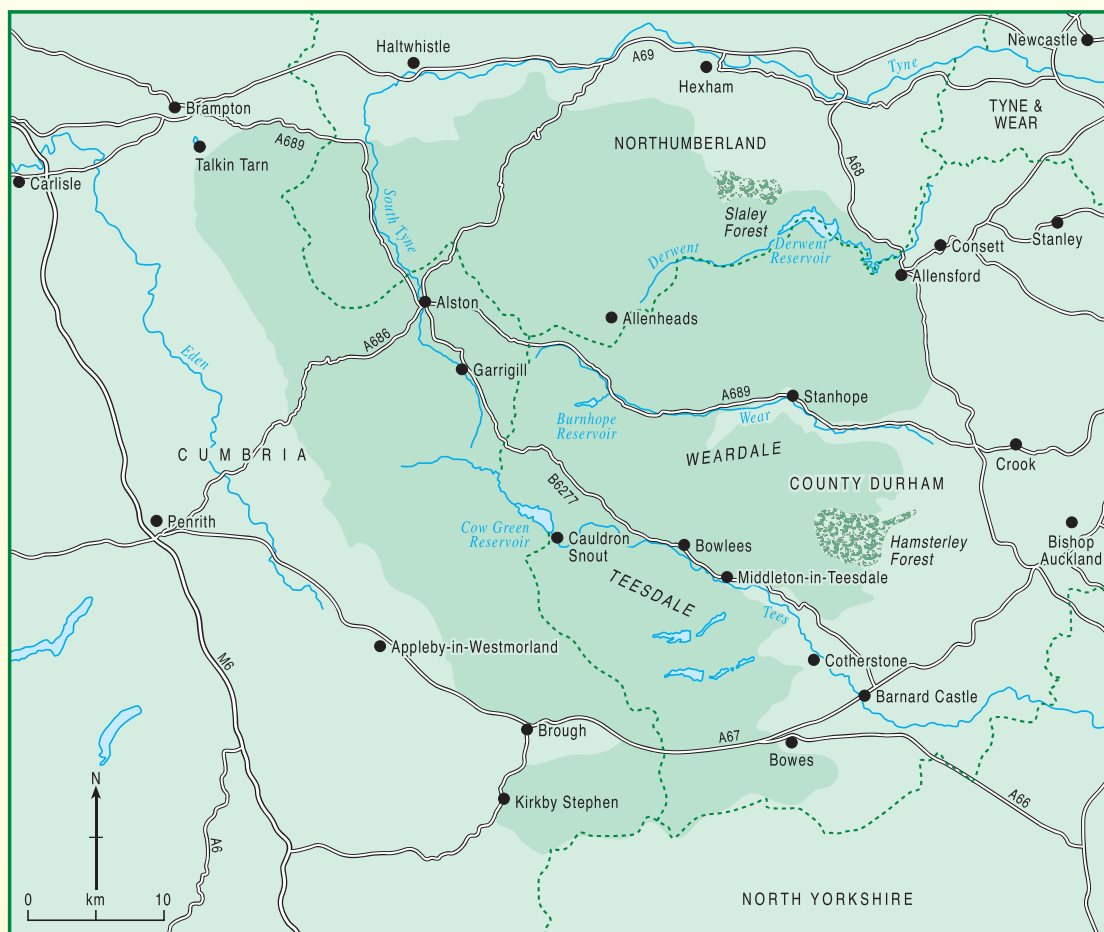 Haltwhistle
A69
Newcastle
Tyne
Hexham
Brampton
TYNE &
WEAR
A689
NORTHUMBERLAND
Talkin Tarn
A68
Carlisle
South Tyne
Slaley
Forest
Stanley
Derwent
Derwent
Reservoir
Consett
Allensford
Alston
Allenheads
A686
Eden
Garrigill
A689
Stanhope
Wear
Burnhope
Reservoir
CUMBRIA
WEARDALE
Crook
B6277
COUNTY DURHAM
Penrith
Cow Green
Reservoir
Cauldron
Snout
Bowlees
Hamsterley
Forest
Bishop
Auckland
Middleton-in-Teesdale
TEESDALE
Tees
Appleby-in-Westmorland
M6
Cotherstone
Barnard Castle
Brough
A67
Bowes
N
Kirkby Stephen
A66
A6
0 km 10
NORTH YORKSHIRE